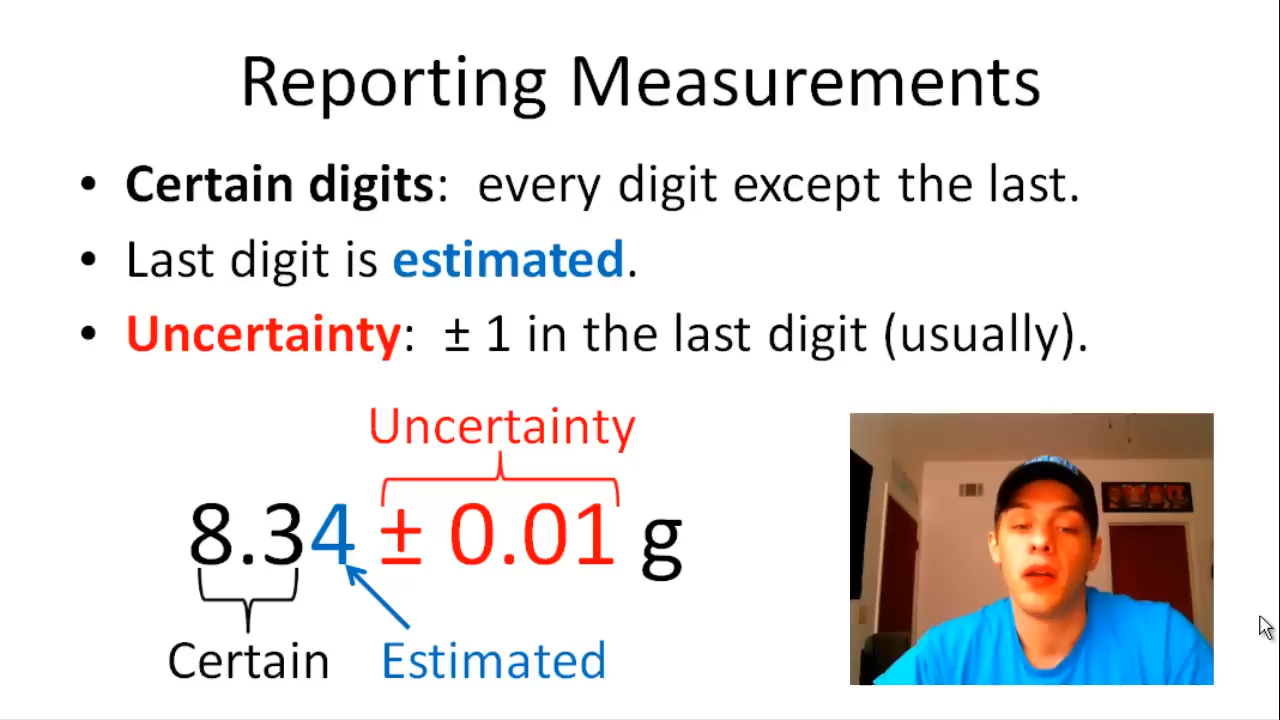 Reporting Measurements
• Certain digits: every digit except the last.
• Last digit is estimated.
• Uncertainty: ± 1 in the last digit (usually).
Uncertainty
8.34 ± 0.01 g
Certain Estimated